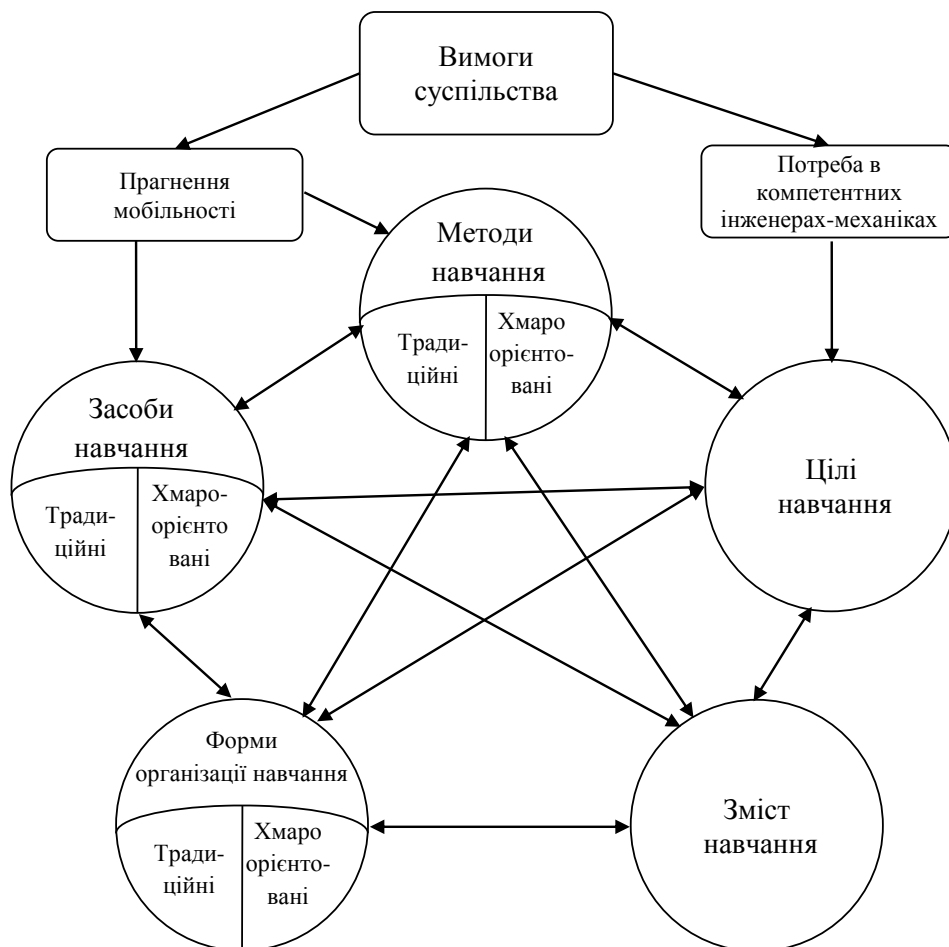 Вимоги
суспільства
Прагнення
мобільності
Потреба в
компетентних
інженерах-механіках
Методи
навчання
Тради-
ційні
Хмаро
орієнто-
вані
Засоби
навчання
Тради-
ційні
Хмаро-
орієнто
вані
Цілі
навчання
Форми
організації навчання
Тради-
ційні
Хмаро
орієнто-
вані
Зміст
навчання